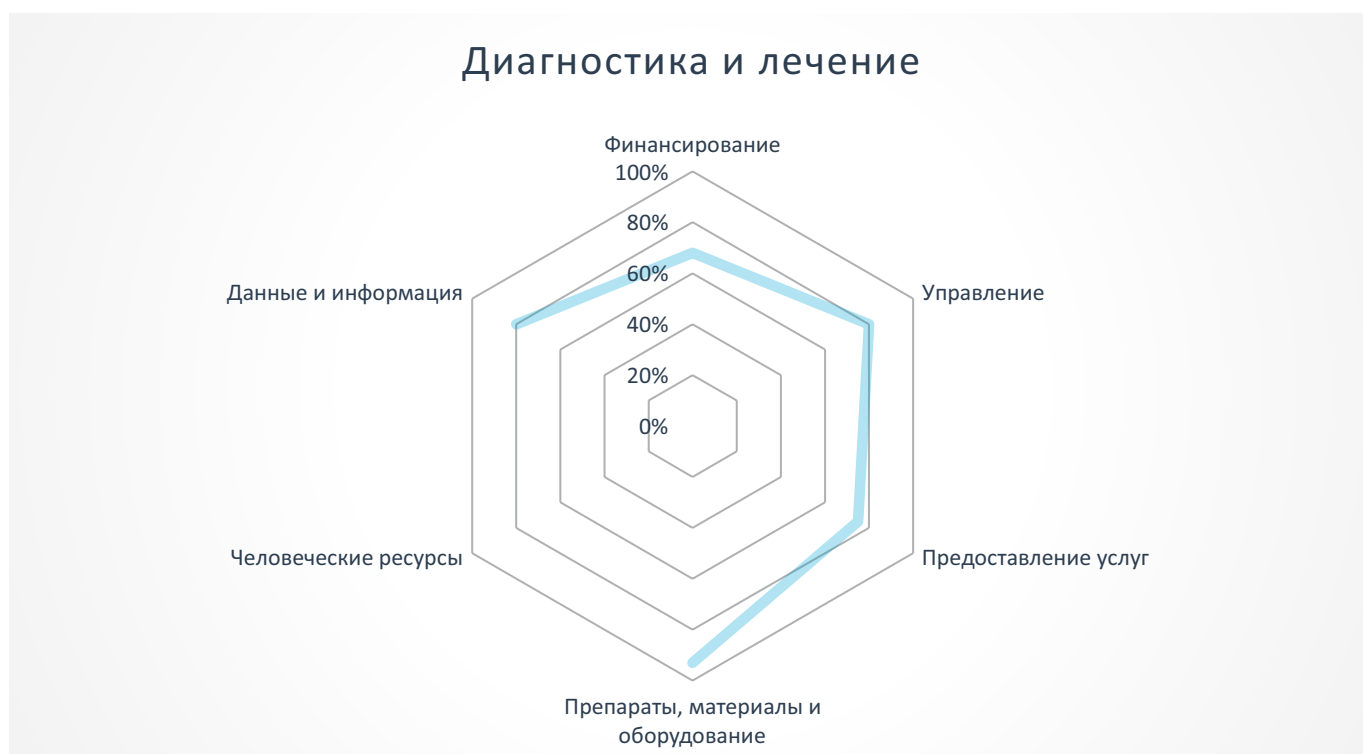 Диагностика и лечение
Финансирование
100%
80%
60%
40%
20%
0%
Данные и информация
Управление
Человеческие ресурсы
Предоставление услуг
Препараты, материалы и
оборудование